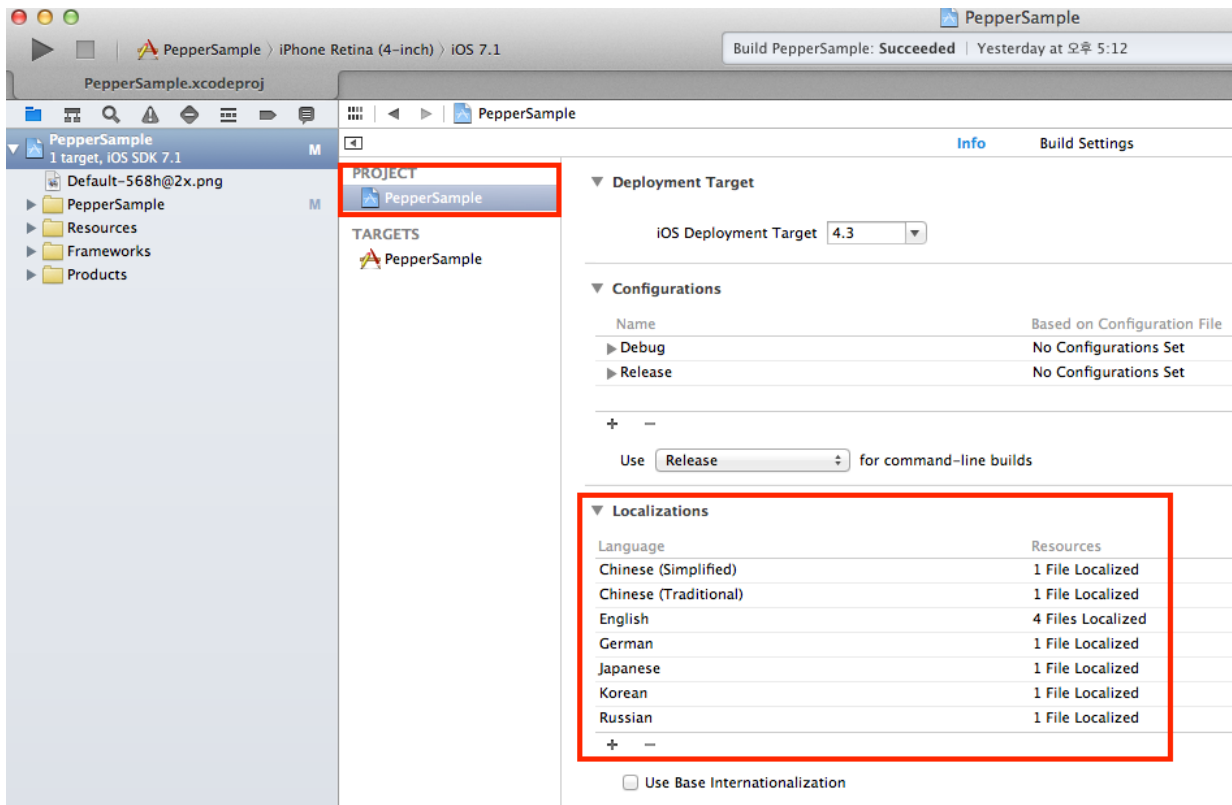 PepperSample
PepperSample 〉 iPhone Retina (4-inch) 〉 iOS 7.1
Build PepperSample: Succeeded | Yesterday at 오후 5:12
PepperSample.xcodeproj
PepperSample
PepperSample
1 target, iOS SDK 7.1
M
Default-568h@2x.png
PepperSample
M
Resources
Frameworks
Products
PROJECT
PepperSample
TARGETS
PepperSample
Info
Build Settings
Deployment Target
iOS Deployment Target 4.3
Configurations
Name Based on Configuration File
Debug No Configurations Set
Release No Configurations Set
+ −
Use Release for command-line builds
Localizations
Language Resources
Chinese (Simplified) 1 File Localized
Chinese (Traditional) 1 File Localized
English 4 Files Localized
German 1 File Localized
Japanese 1 File Localized
Korean 1 File Localized
Russian 1 File Localized
+ −
Use Base Internationalization